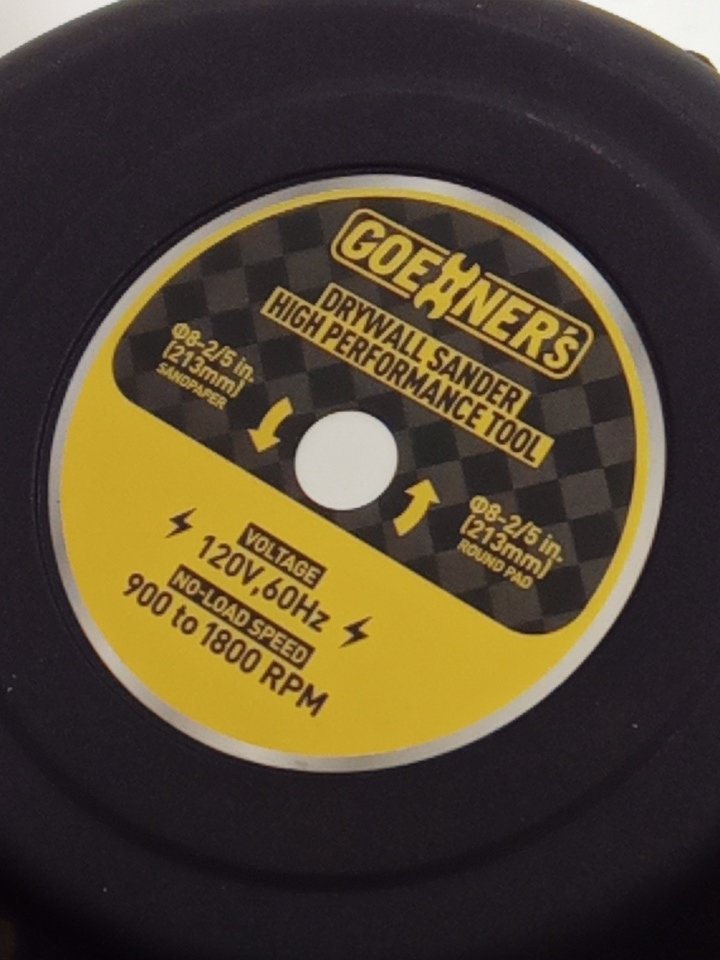 GOEHNER'S
DRYWALL SANDER
HIGH PERFORMANCE TOOL
Φ8-2/5 in.
(213mm)
SANDPAPER
Φ8-2/5 in.
(213mm)
ROUND PAD
VOLTAGE
120V,60Hz
NO-LOAD SPEED
900 to 1800 RPM